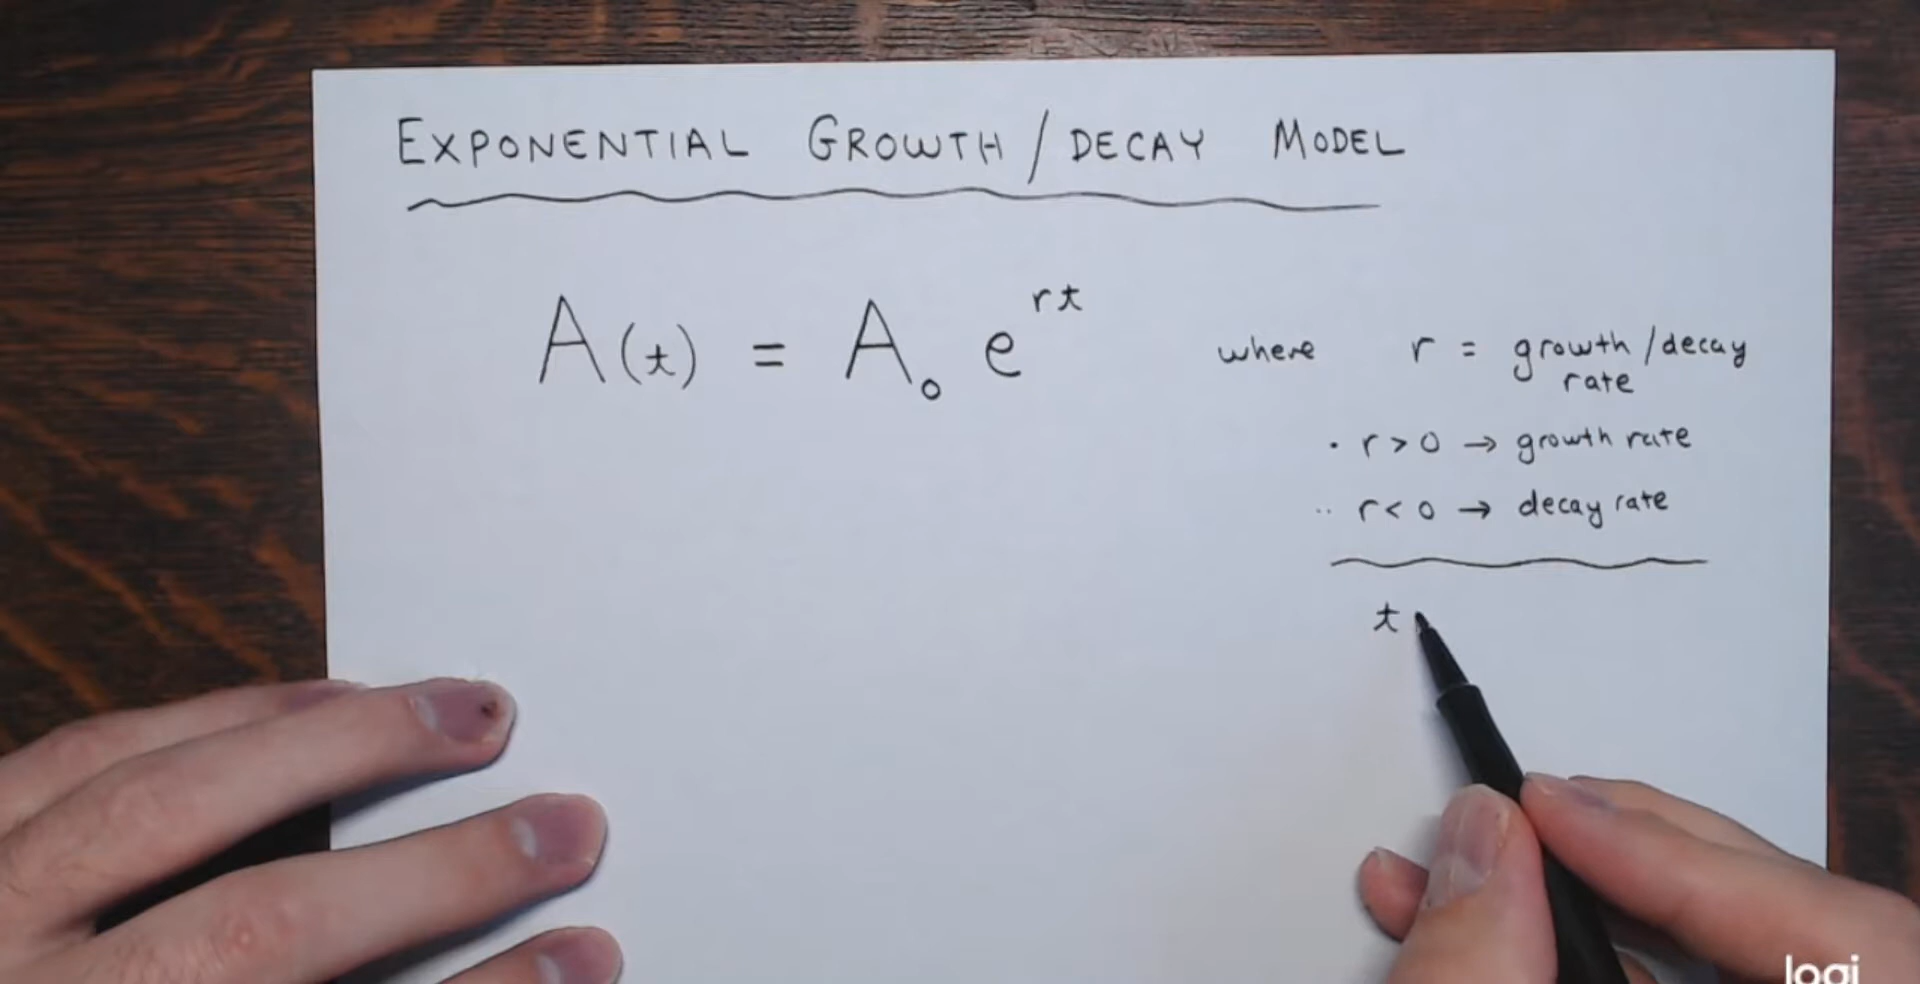 EXPONENTIAL GROWTH/DECAY MODEL
A(t) = A₀ e^{rt} where r = growth/decay
rate
· r > 0 → growth rate
·· r < 0 → decay rate
t
logi